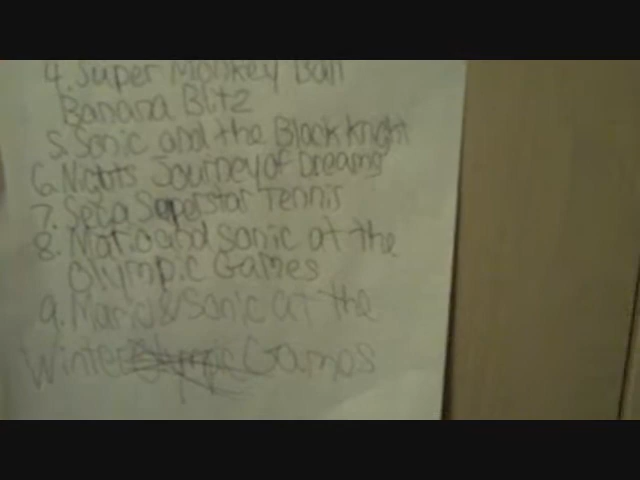 4. Super Monkey Ball
Banana Blitz
5. Sonic and the Black Knight
6. Nights Journey of Dreams
7. Sega Superstar Tennis
8. Mario and Sonic at the
Olympic Games
9. Mario & Sonic at the
Winter Games